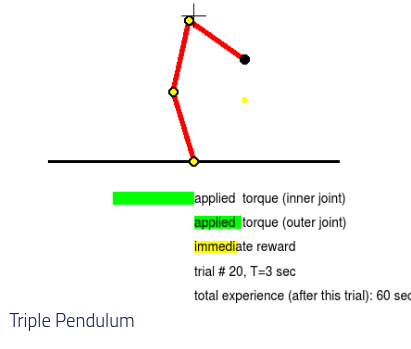 applied torque (inner joint)
applied torque (outer joint)
immediate reward
trial # 20, T=3 sec
total experience (after this trial): 60 sec
Triple Pendulum